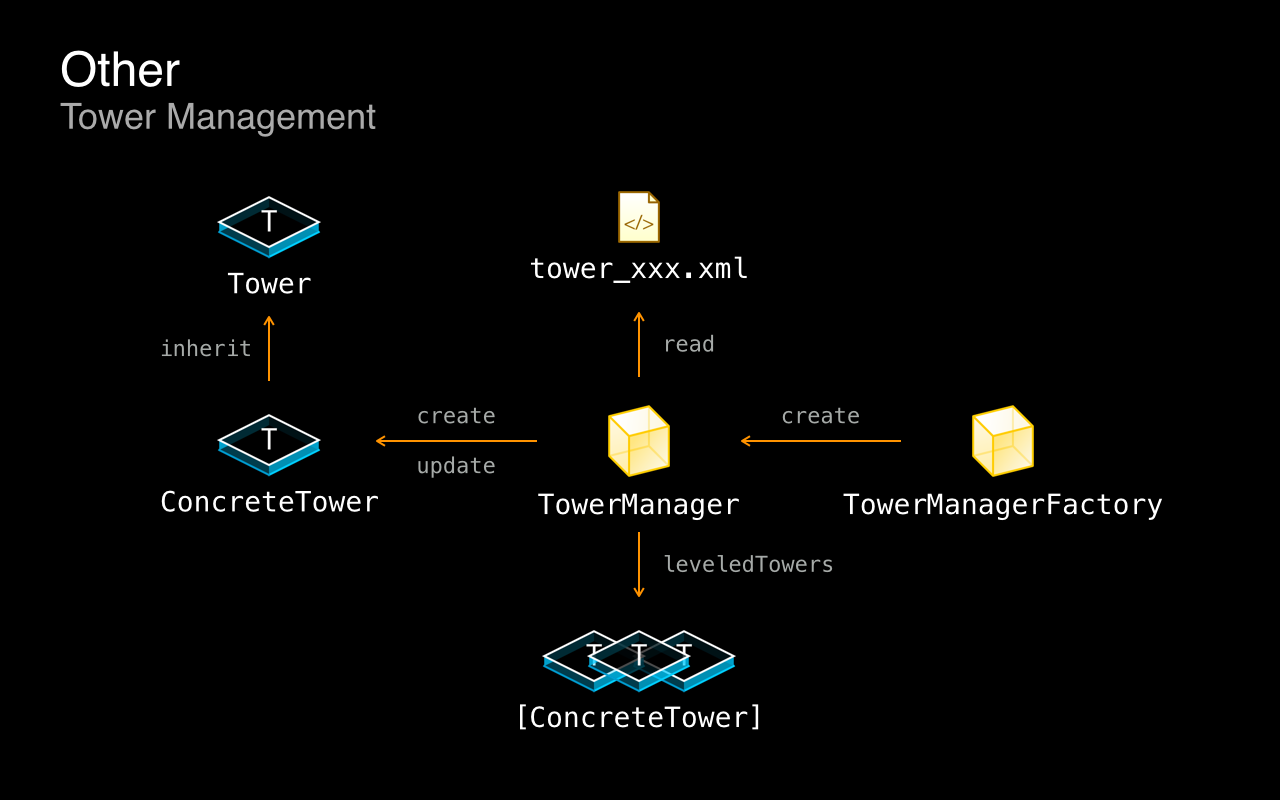 Other
Tower Management
T
</>
Tower
tower_xxx.xml
inherit
read
create
create
T
update
ConcreteTower
TowerManager
TowerManagerFactory
leveledTowers
T T T
[ConcreteTower]